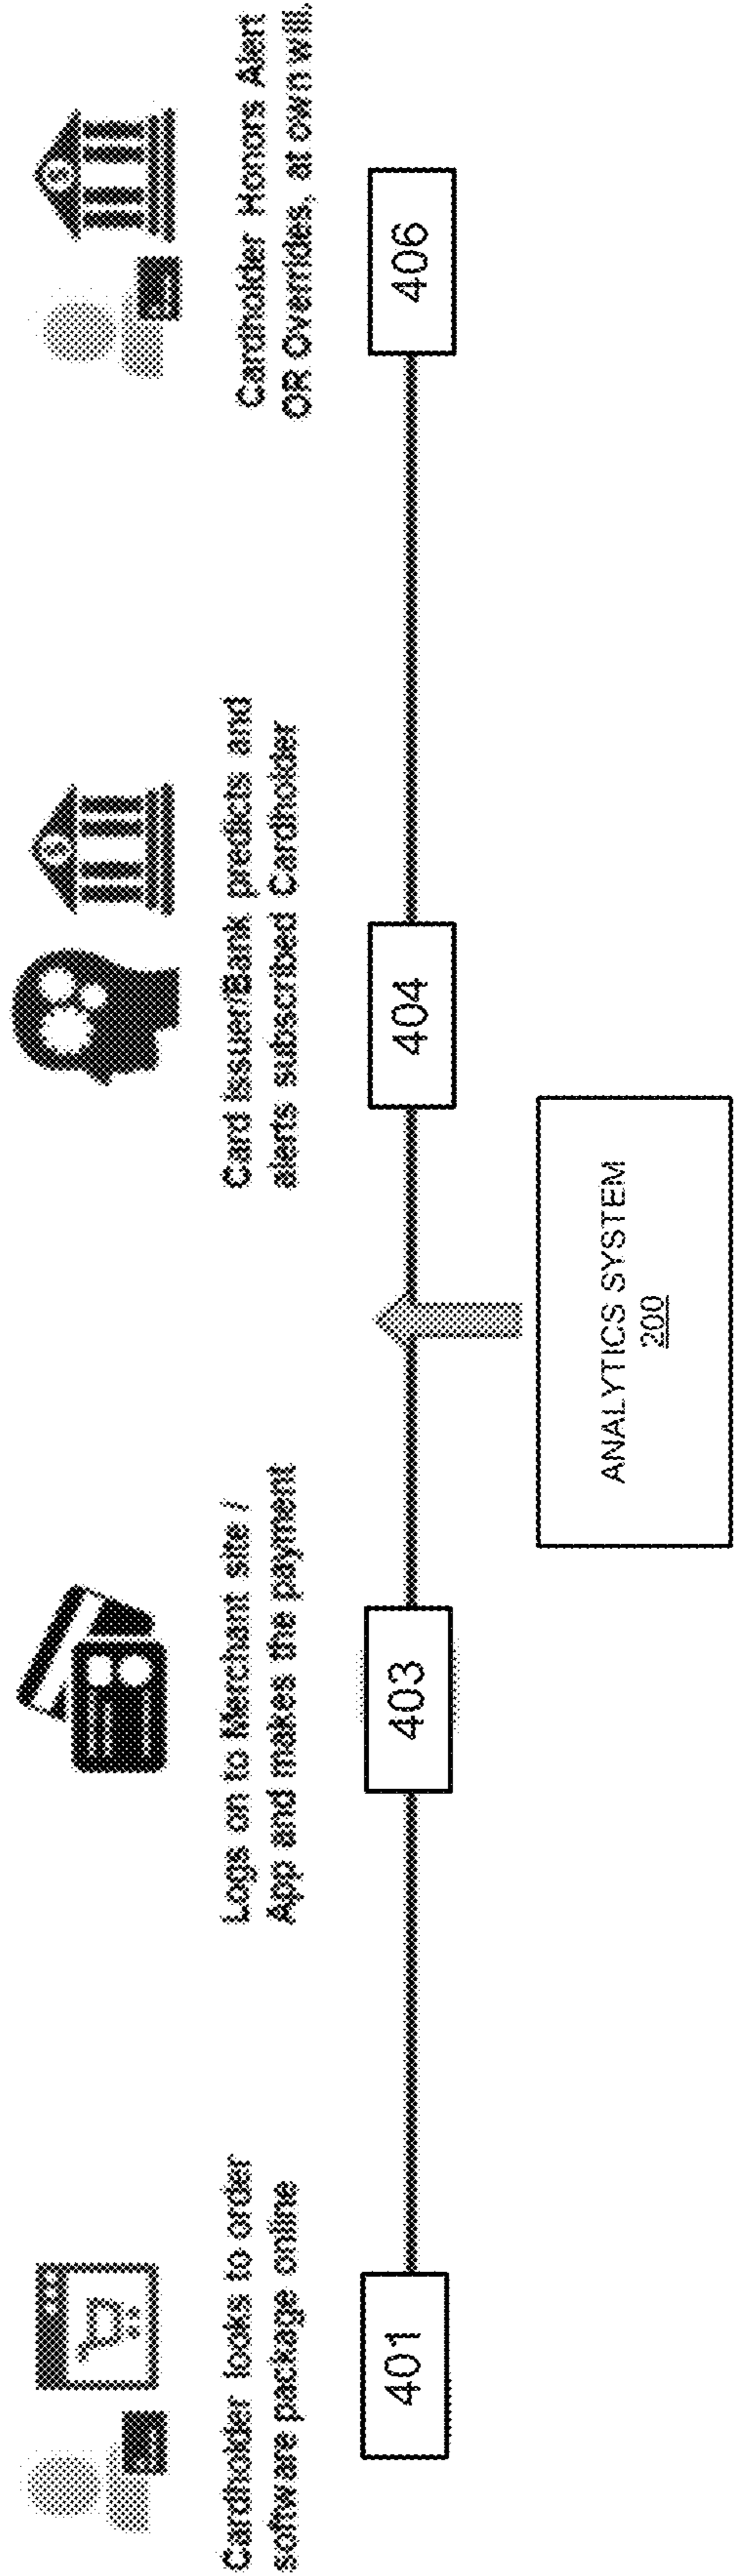 Cardholder looks to order
software package online
401
Logs on to Merchant site /
App and makes the payment
403
Card Issuer/Bank predicts and
alerts subscribed Cardholder
404
Cardholder Honors Alert
OR Overrides, at own will.
406
ANALYTICS SYSTEM
200